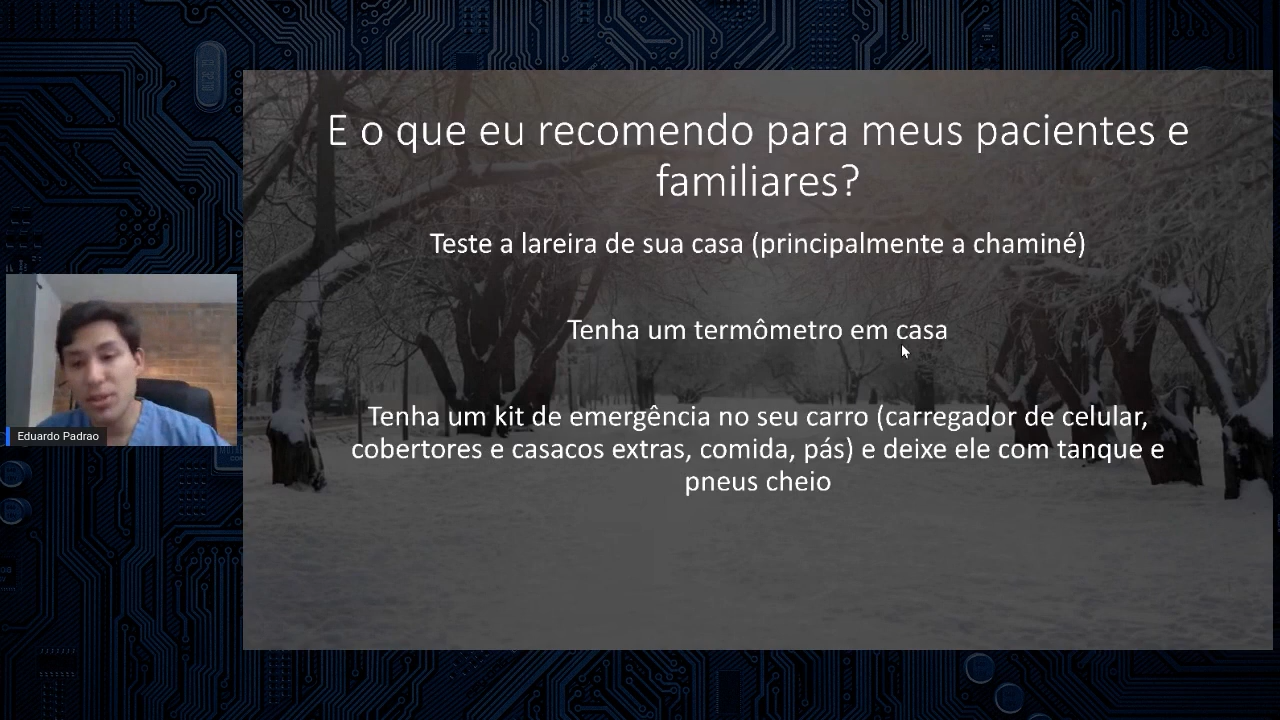 E o que eu recomendo para meus pacientes e
familiares?
Teste a lareira de sua casa (principalmente a chaminé)
Tenha um termômetro em casa
Tenha um kit de emergência no seu carro (carregador de celular,
cobertores e casacos extras, comida, pás) e deixe ele com tanque e
pneus cheio
Eduardo Padrao